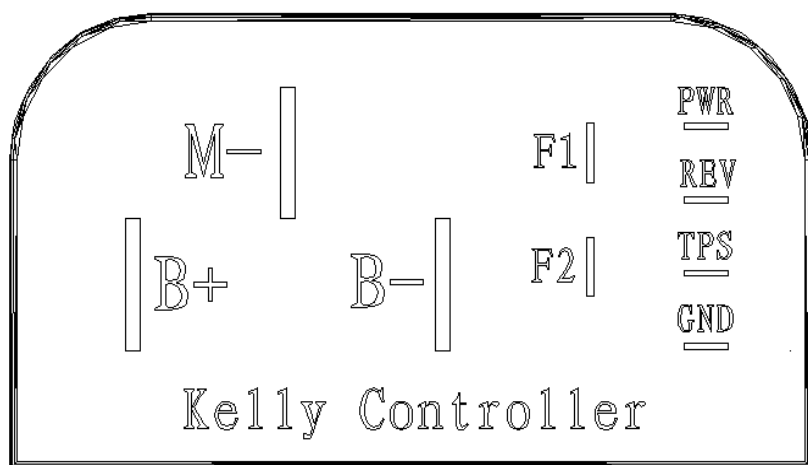 PWR
M-
F1
REV
TPS
B+
B-
F2
GND
Kelly Controller